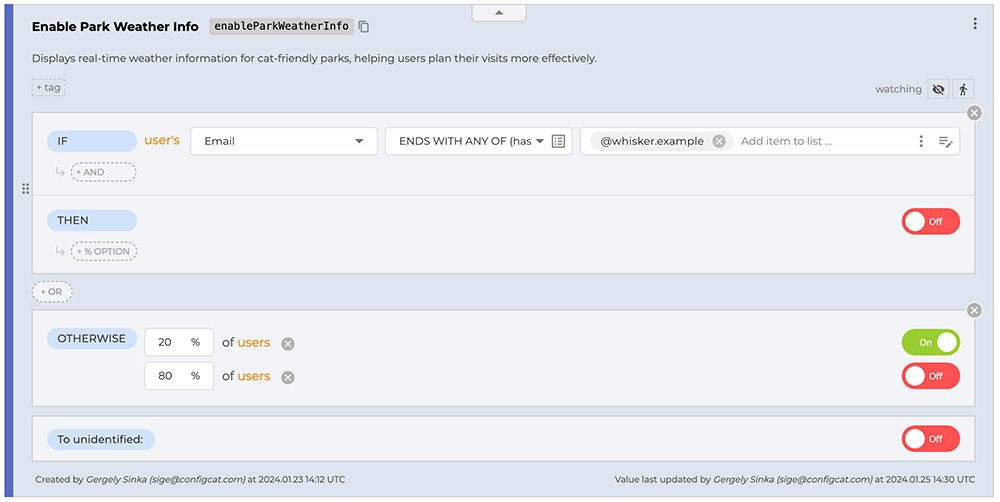 Enable Park Weather Info enableParkWeatherInfo
Displays real-time weather information for cat-friendly parks, helping users plan their visits more effectively.
+ tag watching
IF user's Email ENDS WITH ANY OF (has @whisker.example Add item to list ...
+ AND
THEN Off
+ % OPTION
+ OR
OTHERWISE 20 % of users On
80 % of users Off
To unidentified: Off
Created by Gergely Sinka (sige@configcat.com) at 2024.01.23 14:12 UTC Value last updated by Gergely Sinka (sige@configcat.com) at 2024.01.25 14:30 UTC